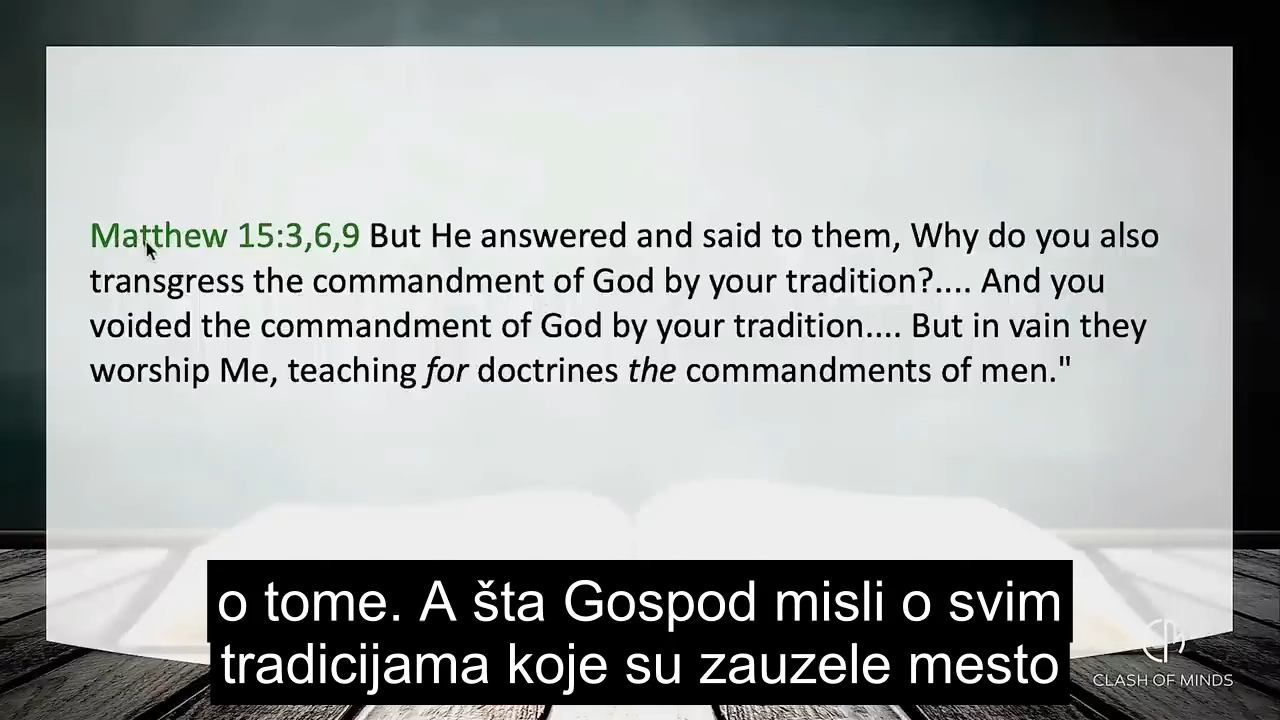 Matthew 15:3,6,9 But He answered and said to them, Why do you also
transgress the commandment of God by your tradition?.... And you
voided the commandment of God by your tradition.... But in vain they
worship Me, teaching for doctrines the commandments of men."
o tome. A šta Gospod misli o svim
tradicijama koje su zauzele mesto
CLASH OF MINDS